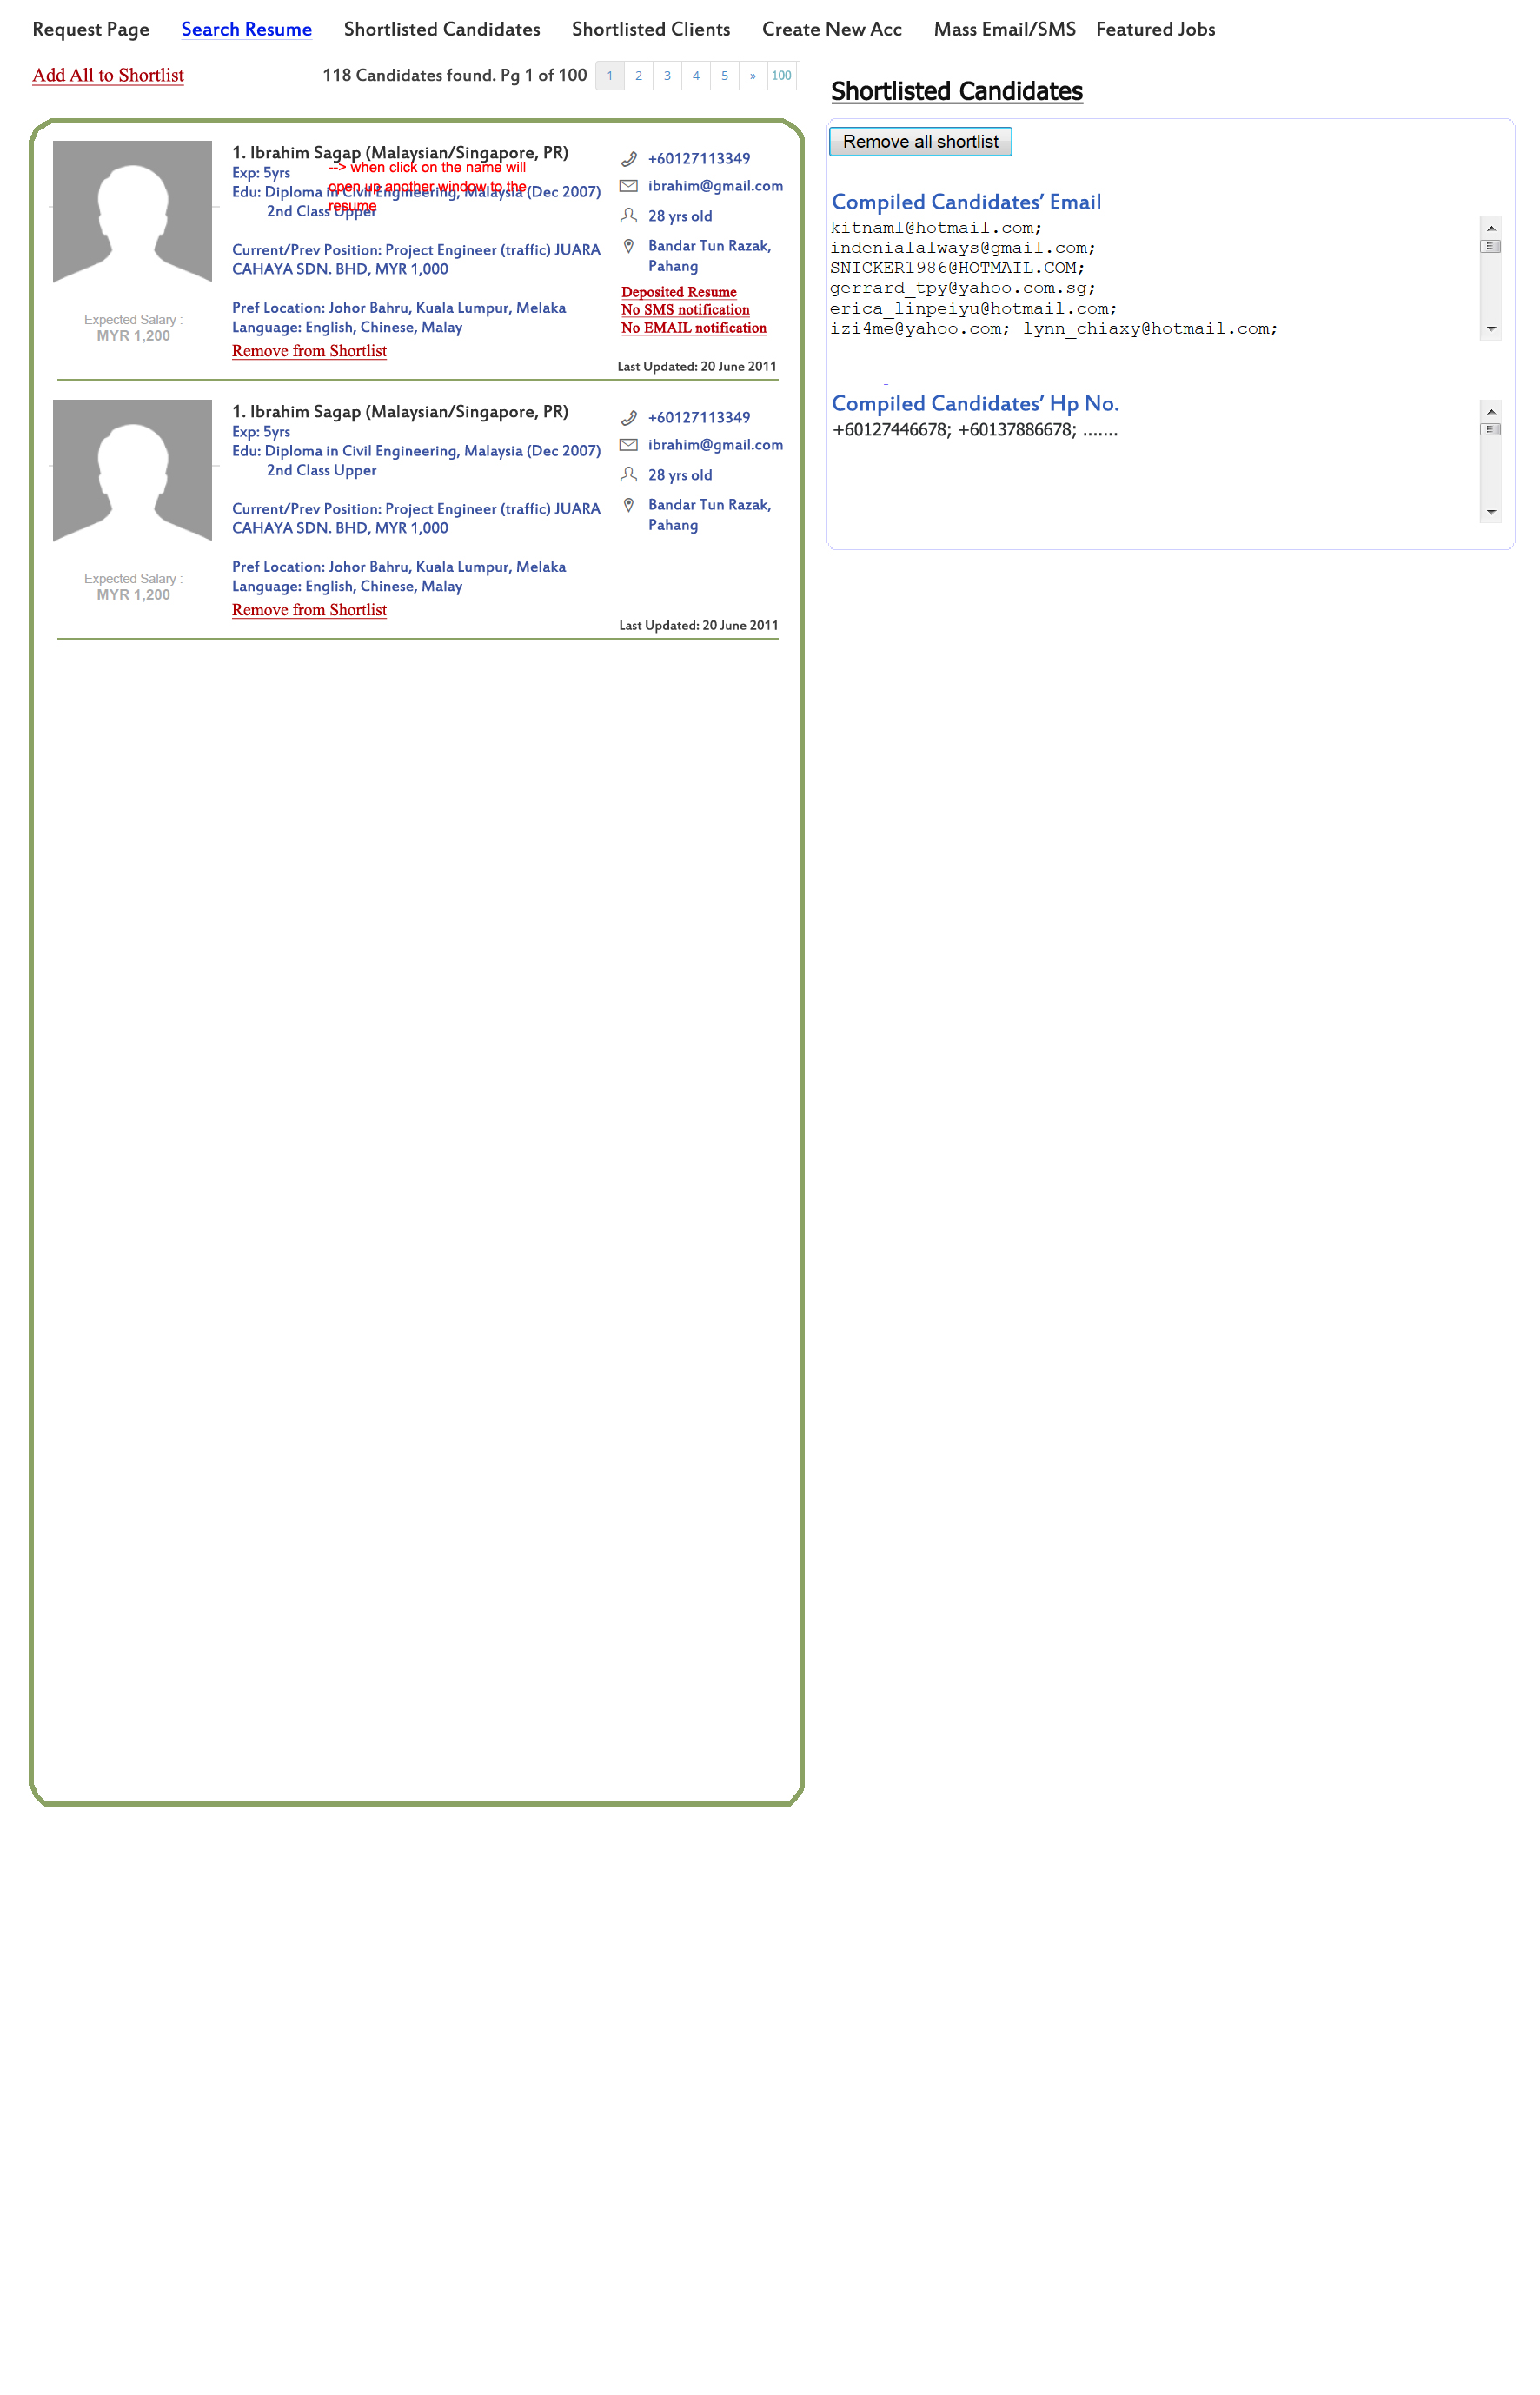 Request Page Search Resume Shortlisted Candidates Shortlisted Clients Create New Acc Mass Email/SMS Featured Jobs
Add All to Shortlist
118 Candidates found. Pg 1 of 100 1 2 3 4 5 » 100
1. Ibrahim Sagap (Malaysian/Singapore, PR)
--> when click on the name will
open up another window to the
resume
Exp: 5yrs
Edu: Diploma in Civil Engineering, Malaysia (Dec 2007)
2nd Class Upper
Current/Prev Position: Project Engineer (traffic) JUARA
CAHAYA SDN. BHD, MYR 1,000
Pref Location: Johor Bahru, Kuala Lumpur, Melaka
Language: English, Chinese, Malay
Remove from Shortlist
Expected Salary :
MYR 1,200
+60127113349
ibrahim@gmail.com
28 yrs old
Bandar Tun Razak,
Pahang
Deposited Resume
No SMS notification
No EMAIL notification
Last Updated: 20 June 2011
1. Ibrahim Sagap (Malaysian/Singapore, PR)
Exp: 5yrs
Edu: Diploma in Civil Engineering, Malaysia (Dec 2007)
2nd Class Upper
Current/Prev Position: Project Engineer (traffic) JUARA
CAHAYA SDN. BHD, MYR 1,000
Pref Location: Johor Bahru, Kuala Lumpur, Melaka
Language: English, Chinese, Malay
Remove from Shortlist
Expected Salary :
MYR 1,200
+60127113349
ibrahim@gmail.com
28 yrs old
Bandar Tun Razak,
Pahang
Last Updated: 20 June 2011
Shortlisted Candidates
Remove all shortlist
Compiled Candidates' Email
kitnaml@hotmail.com;
indenialalways@gmail.com;
SNICKER1986@HOTMAIL.COM;
gerrard_tpy@yahoo.com.sg;
erica_linpeiyu@hotmail.com;
izi4me@yahoo.com; lynn_chiaxy@hotmail.com;
Compiled Candidates' Hp No.
+60127446678; +60137886678; .......